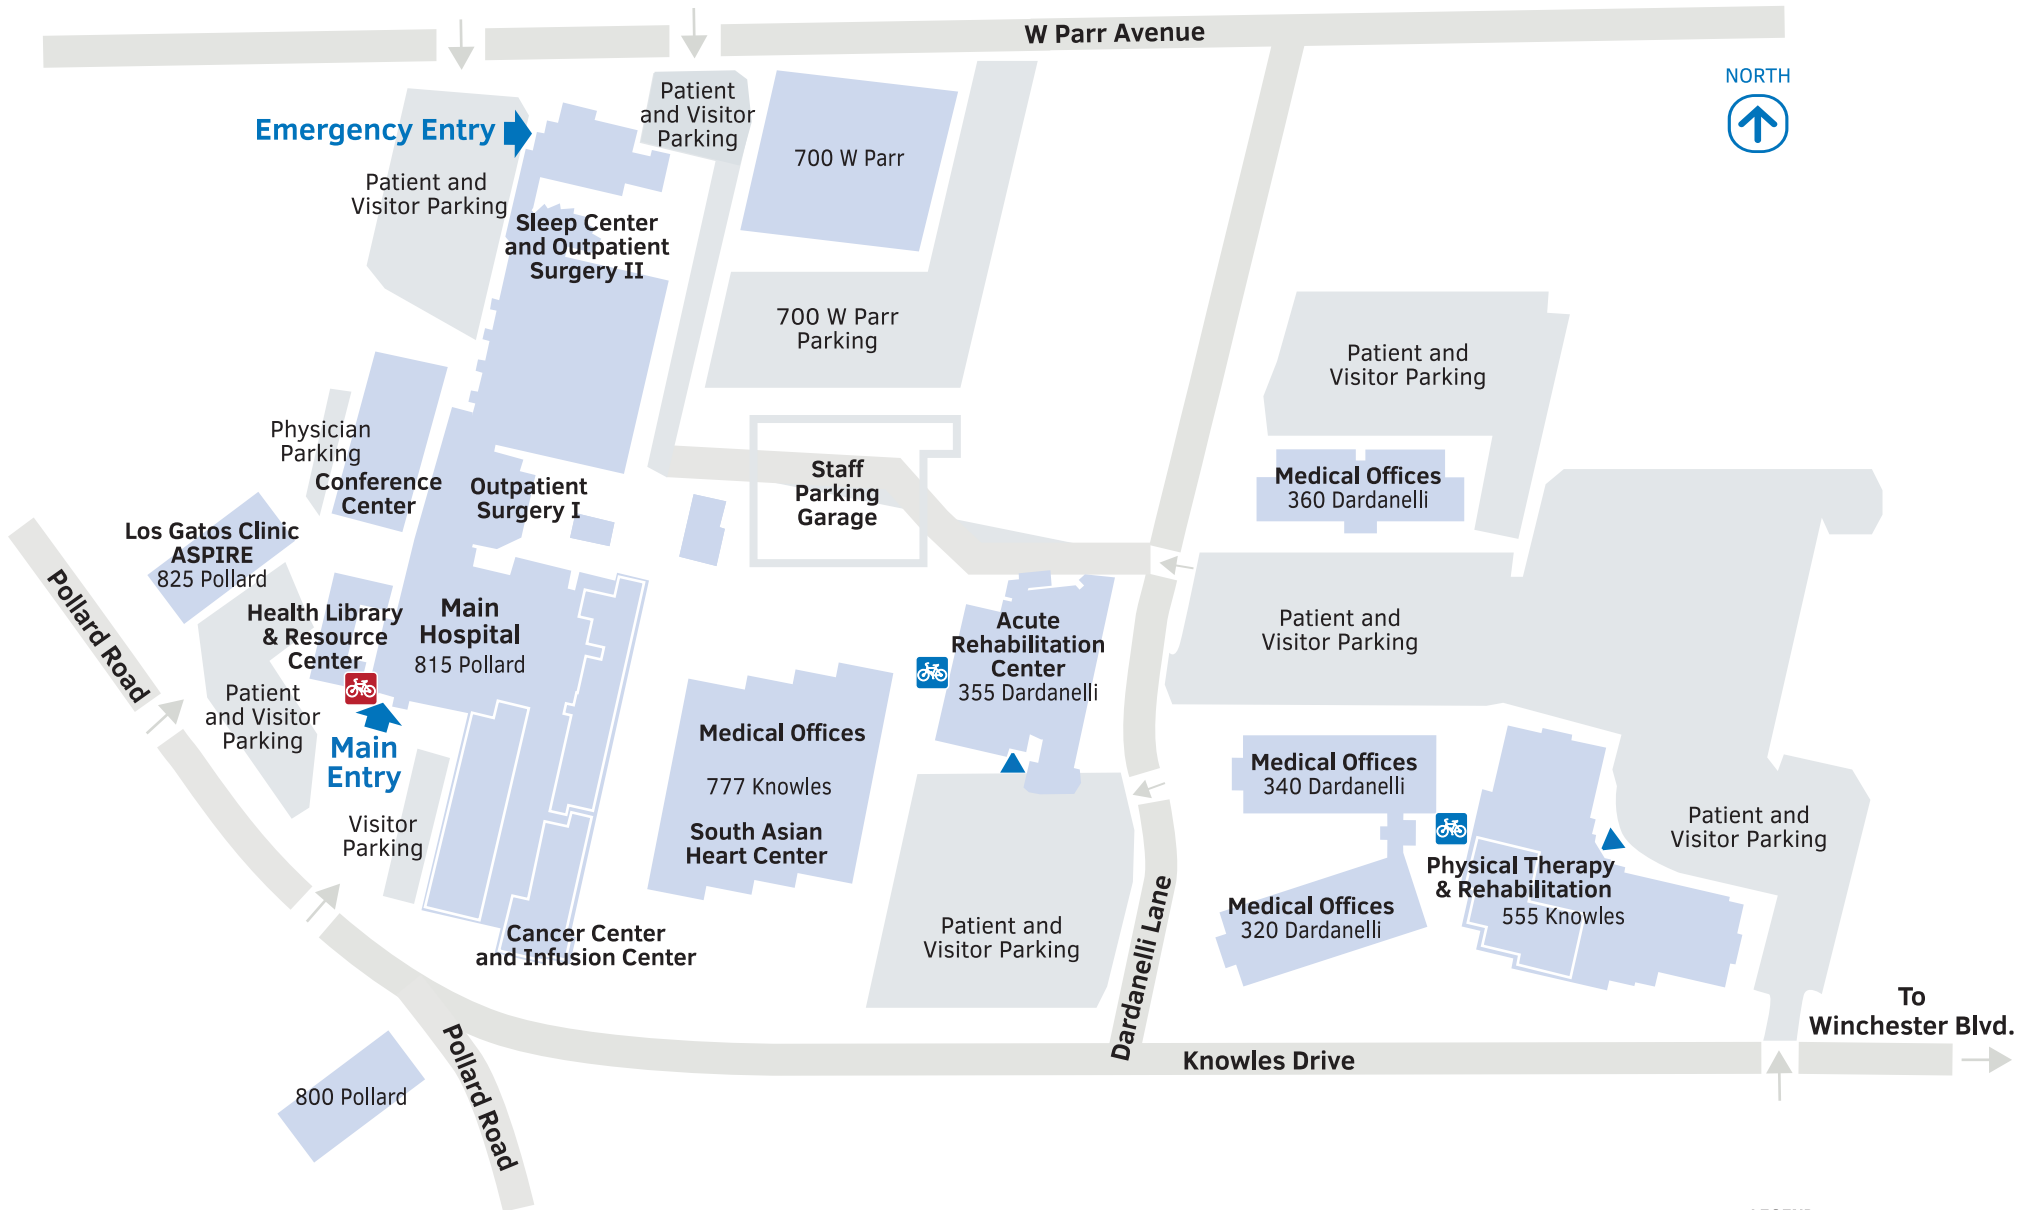 W Parr Avenue
NORTH
Emergency Entry
Patient
and Visitor
Parking
700 W Parr
Patient and
Visitor Parking
Sleep Center
and Outpatient
Surgery II
700 W Parr
Parking
Patient and
Visitor Parking
Physician
Parking
Conference
Center
Outpatient
Surgery I
Staff
Parking
Garage
Medical Offices
360 Dardanelli
Los Gatos Clinic
ASPIRE
825 Pollard
Pollard Road
Health Library
& Resource
Center
Main
Hospital
815 Pollard
Acute
Rehabilitation
Center
355 Dardanelli
Patient and
Visitor Parking
Patient
and Visitor
Parking
Main
Entry
Medical Offices
777 Knowles
South Asian
Heart Center
Medical Offices
340 Dardanelli
Visitor
Parking
Patient and
Visitor Parking
Physical Therapy
& Rehabilitation
555 Knowles
Medical Offices
320 Dardanelli
Patient and
Visitor Parking
Dardanelli Lane
Cancer Center
and Infusion Center
To
Winchester Blvd.
Knowles Drive
Pollard Road
800 Pollard